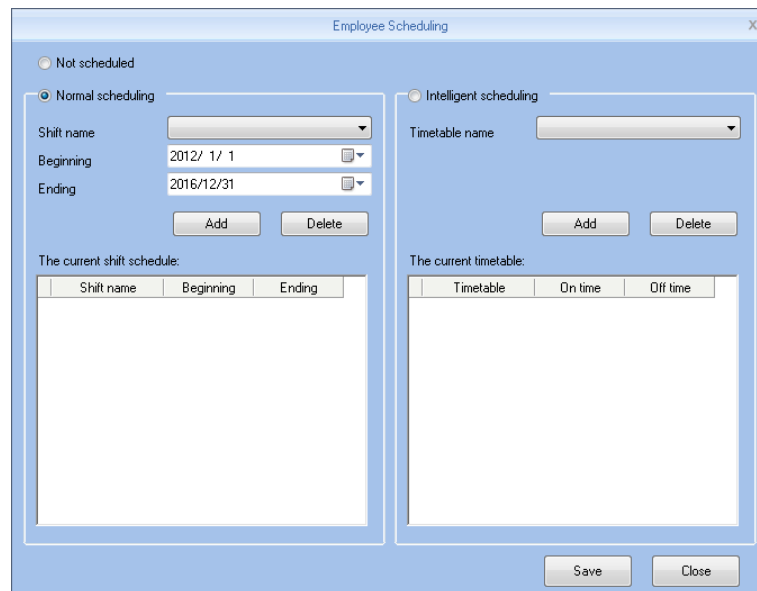 Employee Scheduling
X
Not scheduled
Normal scheduling
Shift name
Beginning 2012/ 1/ 1
Ending 2016/12/31
Add Delete
The current shift schedule:
Shift name Beginning Ending
Intelligent scheduling
Timetable name
Add Delete
The current timetable:
Timetable On time Off time
Save Close